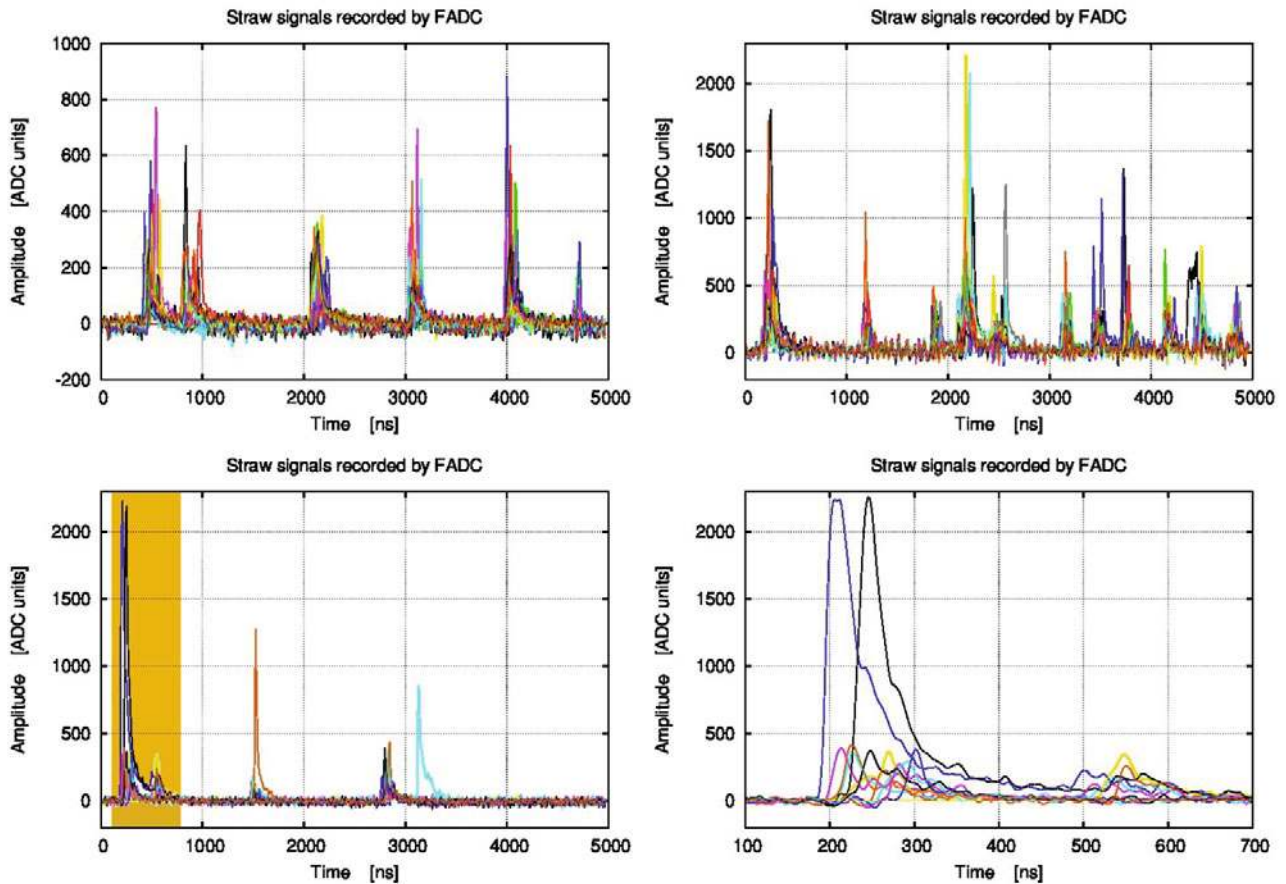 Straw signals recorded by FADC
Amplitude [ADC units]
1000
800
600
400
200
0
-200
0 1000 2000 3000 4000 5000
Time [ns]
Straw signals recorded by FADC
Amplitude [ADC units]
2000
1500
1000
500
0
0 1000 2000 3000 4000 5000
Time [ns]
Straw signals recorded by FADC
Amplitude [ADC units]
2000
1500
1000
500
0
0 1000 2000 3000 4000 5000
Time [ns]
Straw signals recorded by FADC
Amplitude [ADC units]
2000
1500
1000
500
0
100 200 300 400 500 600 700
Time [ns]